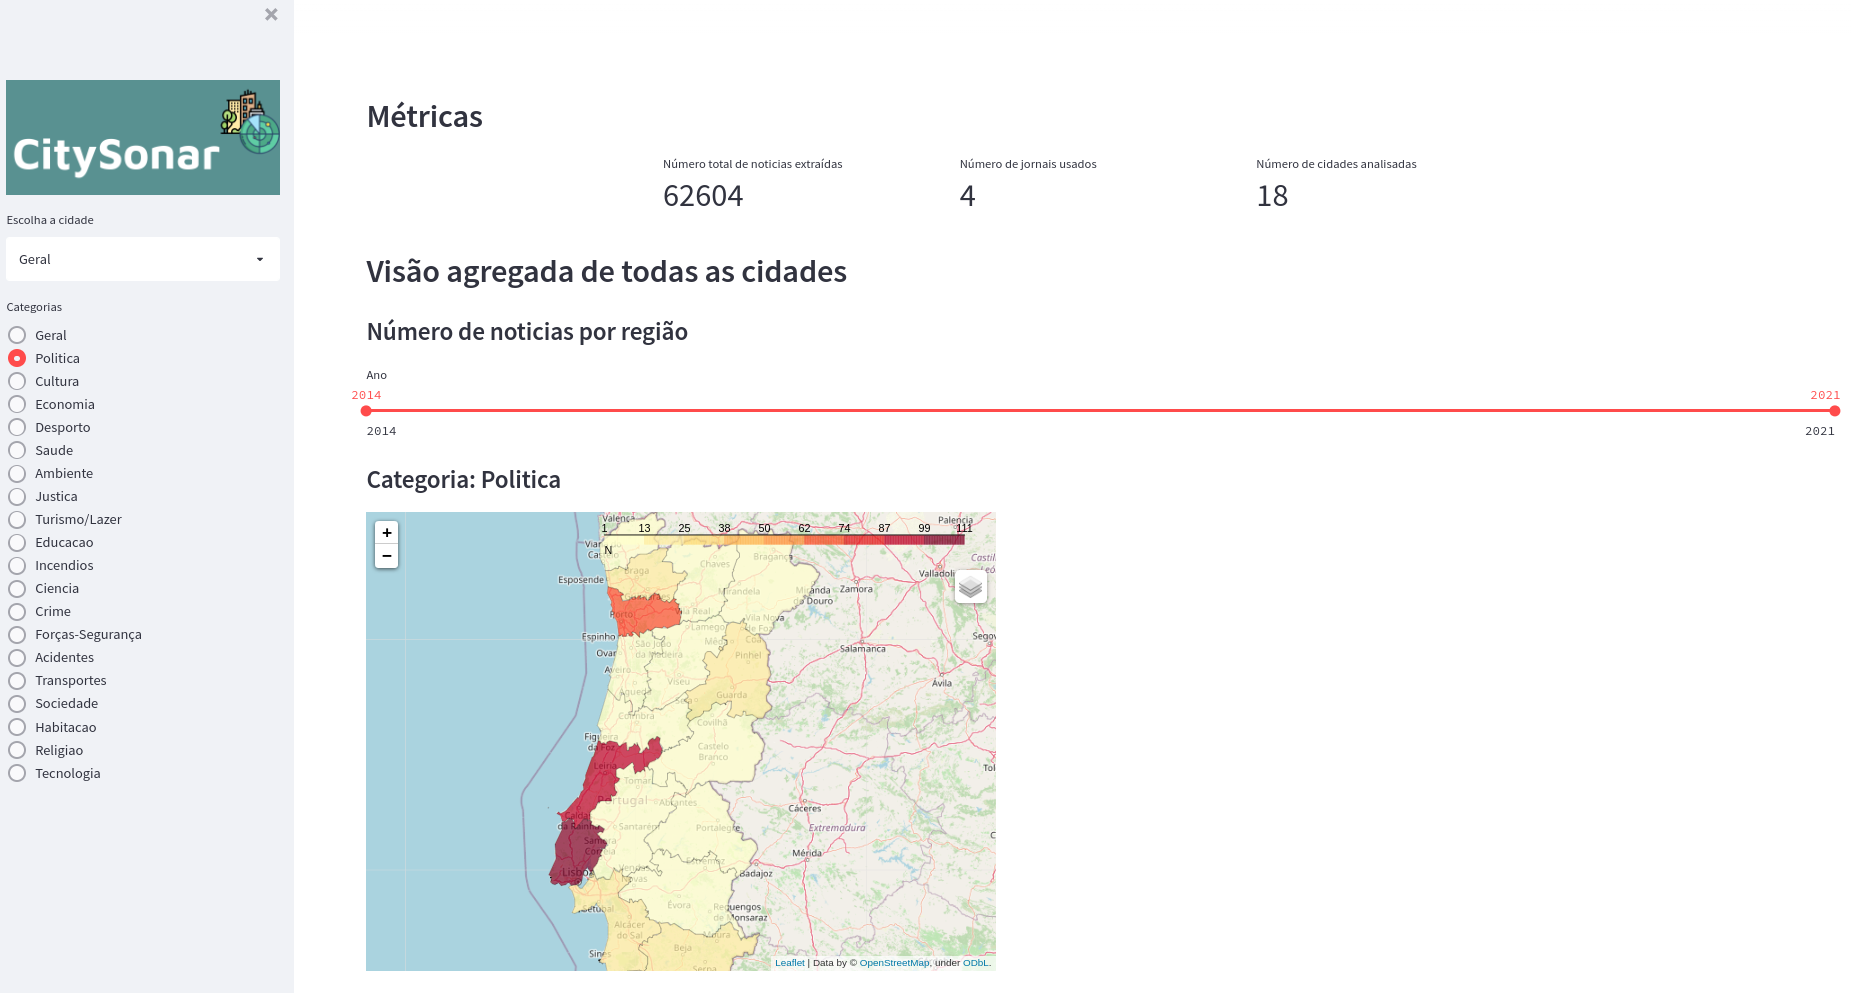 CitySonar
Escolha a cidade
Geral
Categorias
Geral
Politica
Cultura
Economia
Desporto
Saude
Ambiente
Justica
Turismo/Lazer
Educacao
Incendios
Ciencia
Crime
Forças-Segurança
Acidentes
Transportes
Sociedade
Habitacao
Religiao
Tecnologia
Métricas
Número total de noticias extraídas
62604
Número de jornais usados
4
Número de cidades analisadas
18
Visão agregada de todas as cidades
Número de noticias por região
Ano
2014
2021
2014
2021
Categoria: Politica
+
−
1 13 25 38 50 62 74 87 99 111
N
Valença
Palencia
Bragança
Chaves
Braga
Esposende
Valladolid
Mirandela
Miranda
do Douro
Zamora
Porto
Vila Real
Lamego
Espinho
São João
da Madeira
Pinhel
Salamanca
Ovar
Aveiro
Viseu
Ávila
Águeda
Guarda
Coimbra
Covilhã
Figueira
da Foz
Castelo
Branco
Leiria
Tomar
Portugal
Abrantes
Cáceres
Caldas
da Rainha
Santarém
Portalegre
Extremadura
Samora
Correia
Estremoz
Mérida
Lisboa
Vendas
Novas
Badajoz
Setúbal
Évora
Reguengos
de Monsaraz
Alcácer
do Sal
Moura
Beja
Sines
Serpa
Leaflet | Data by © OpenStreetMap, under ODbL.